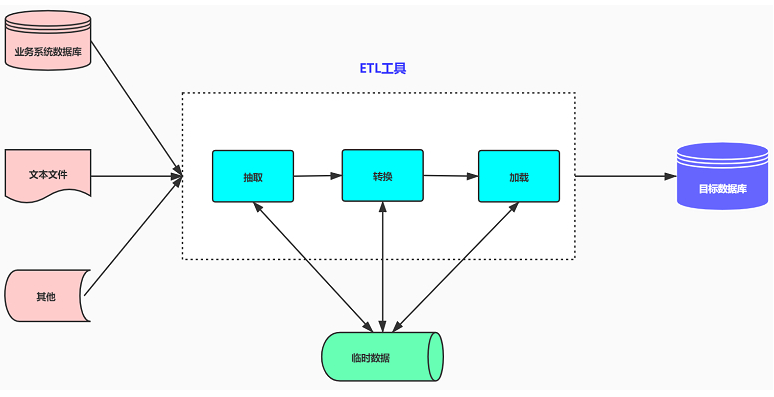 ETL工具
业务系统数据库
文本文件
其他
抽取
转换
加载
目标数据库
临时数据